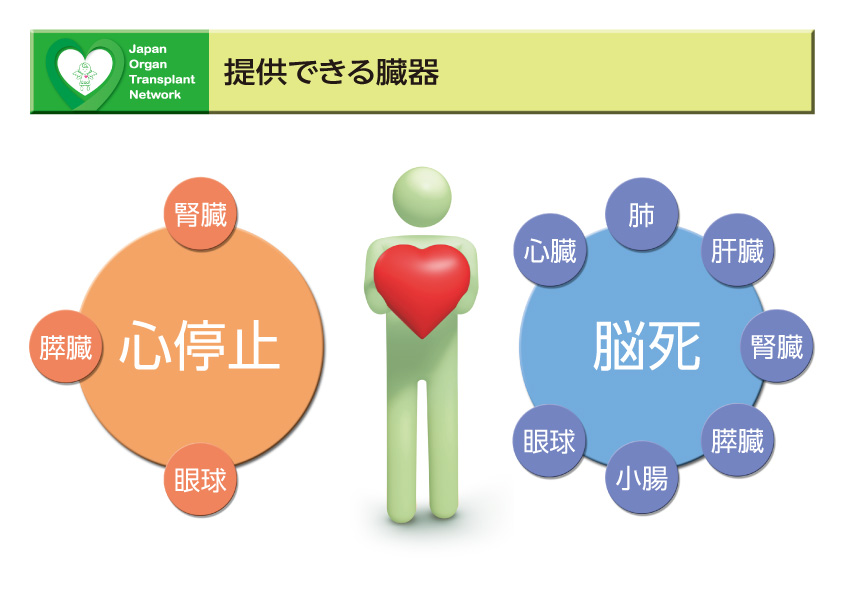 Japan
Organ
Transplant
Network
提供できる臓器
腎臓
膵臓
心停止
眼球
肺
心臓
肝臓
脳死
腎臓
眼球
膵臓
小腸